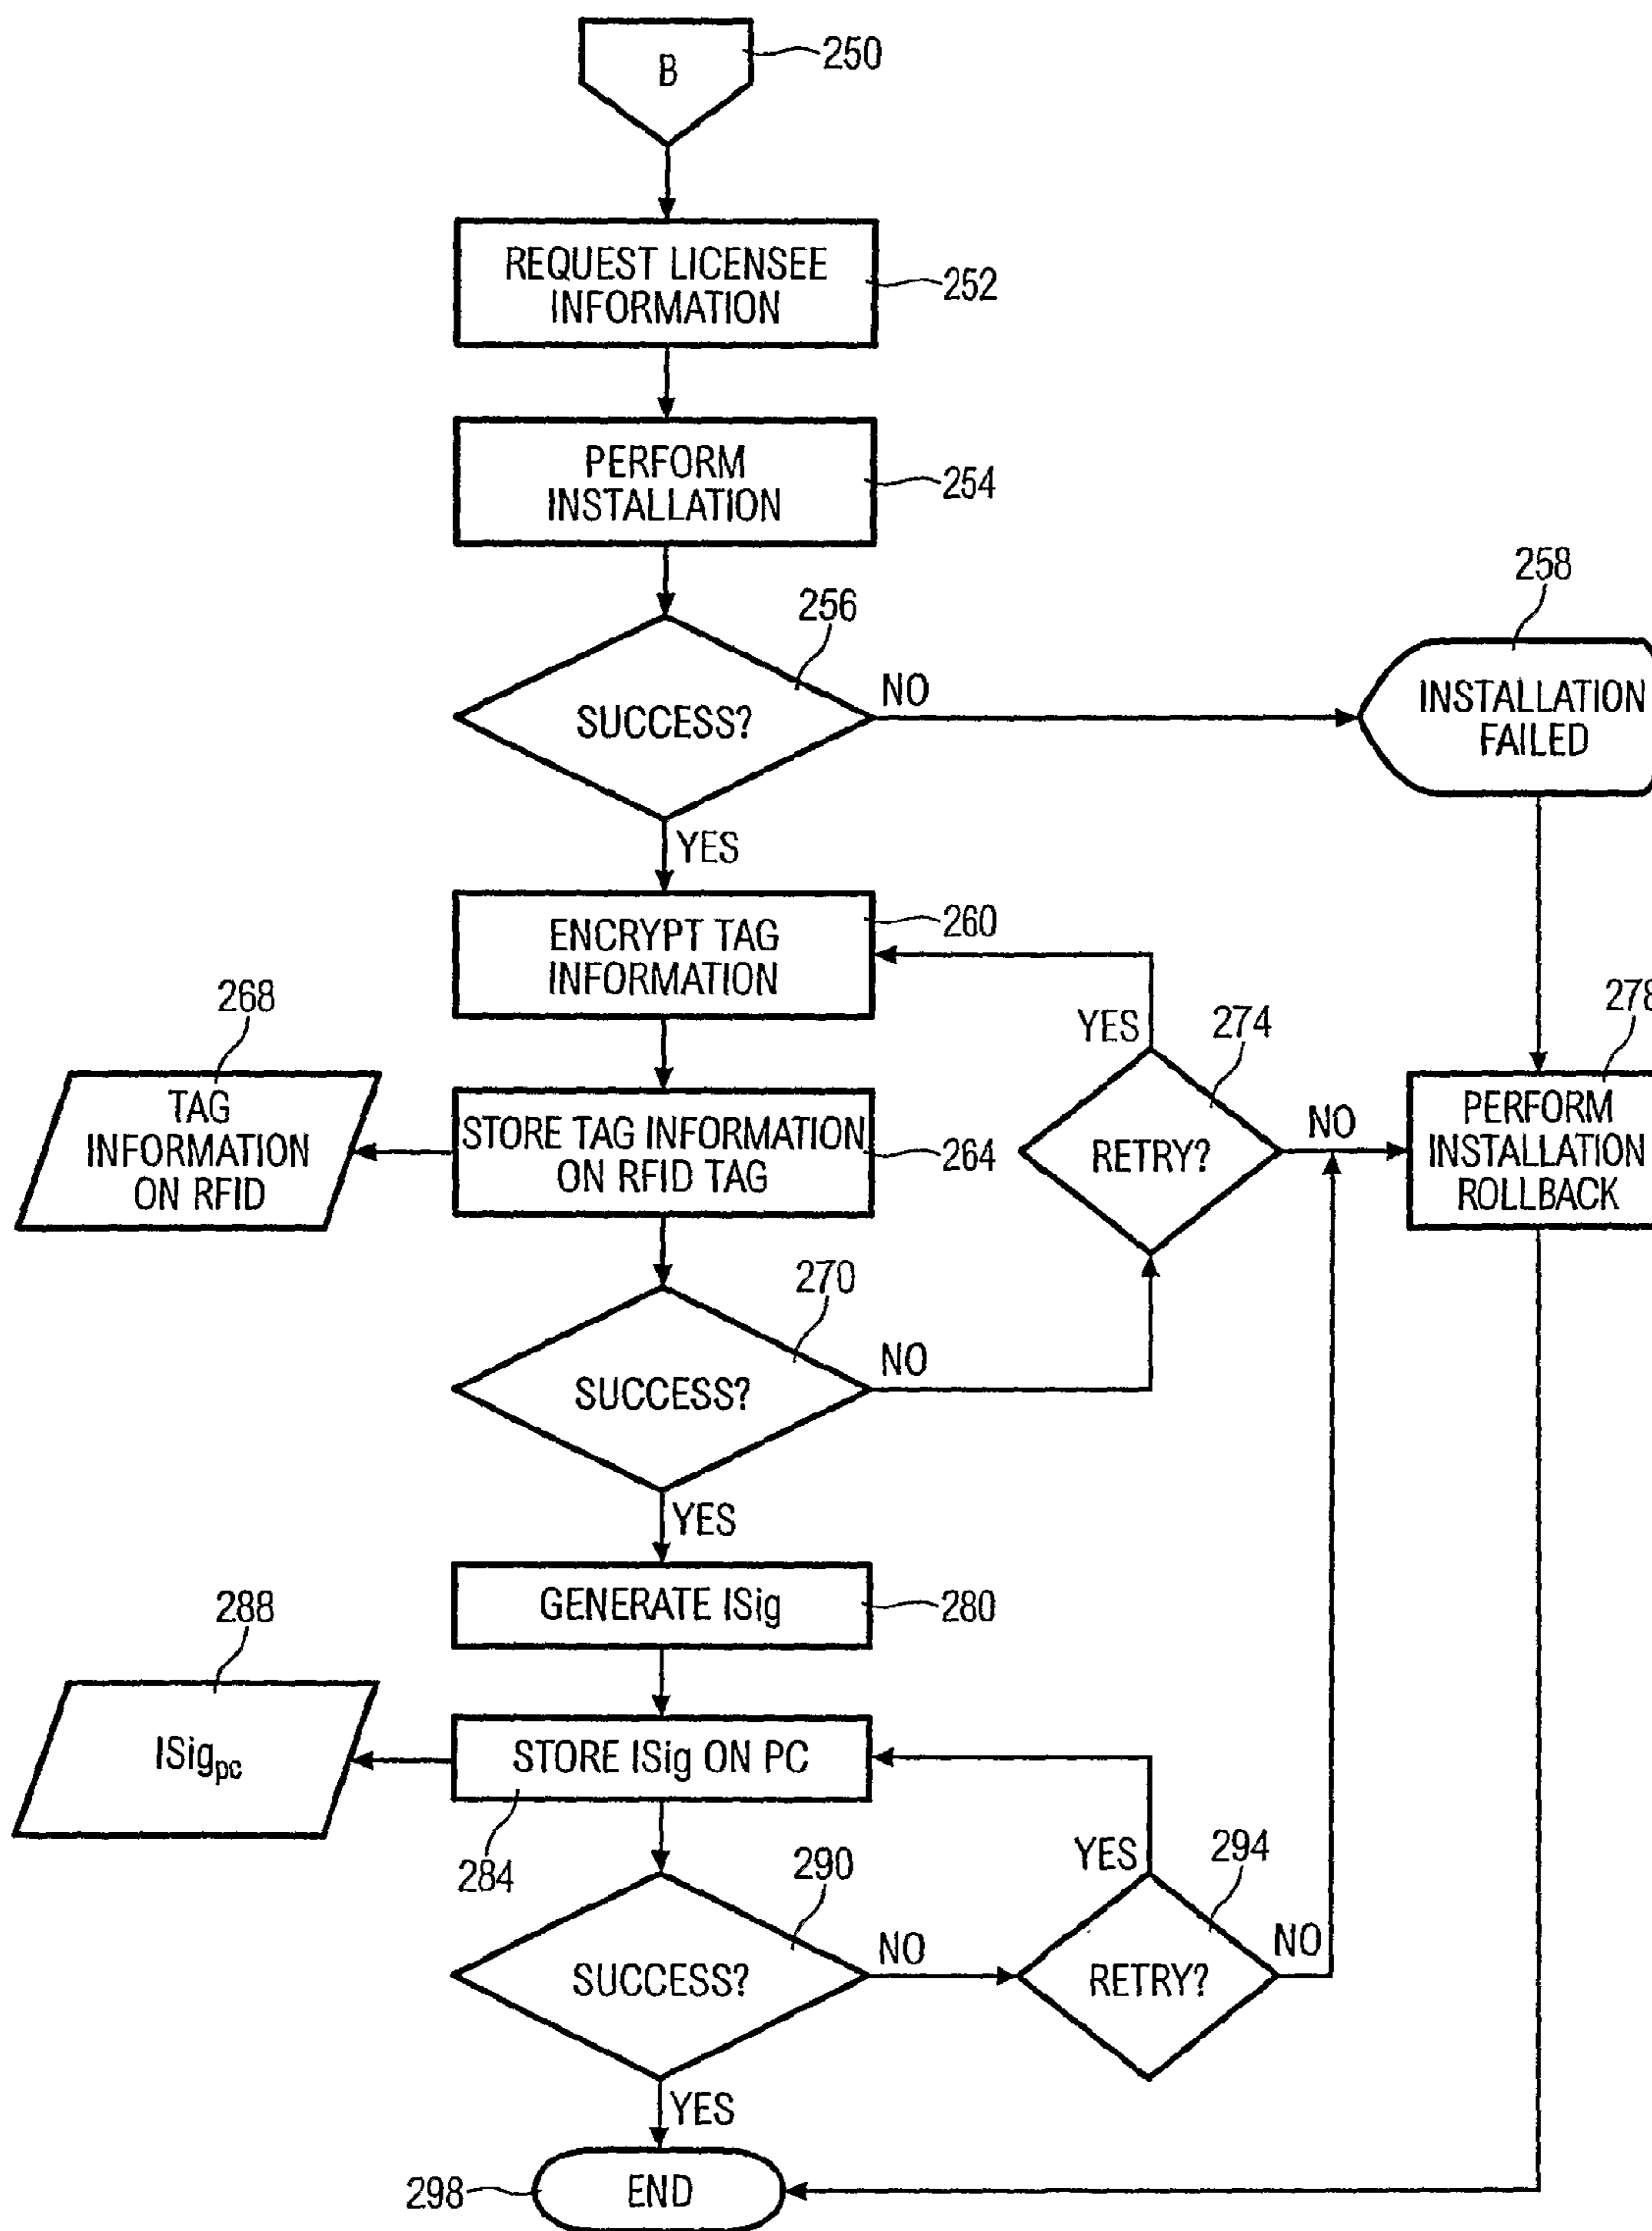 B
250
REQUEST LICENSEE
INFORMATION
252
PERFORM
INSTALLATION
254
256
SUCCESS?
NO
258
INSTALLATION
FAILED
YES
ENCRYPT TAG
INFORMATION
260
268
TAG
INFORMATION
ON RFID
STORE TAG INFORMATION
ON RFID TAG
264
YES
274
RETRY?
NO
278
PERFORM
INSTALLATION
ROLLBACK
270
SUCCESS?
NO
YES
GENERATE ISig
280
288
ISigpc
STORE ISig ON PC
284
290
SUCCESS?
NO
YES
294
RETRY?
NO
YES
298
END